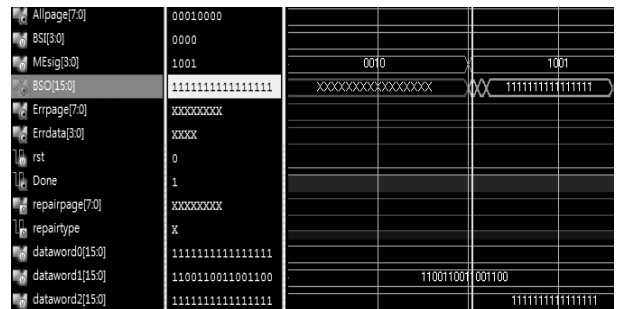 Allpage[7:0] 00010000
BSI[3:0] 0000
MEsig[3:0] 1001 0010 1001
BSO[15:0] 1111111111111111 XXXXXXXXXXXXXXXX 1111111111111111
Errpage[7:0] XXXXXXXX
Errdata[3:0] XXXX
rst 0
Done 1
repairpage[7:0] XXXXXXXX
repairtype X
dataword0[15:0] 1111111111111111
dataword1[15:0] 1100110011001100 1100110011001100
dataword2[15:0] 1111111111111111 1111111111111111